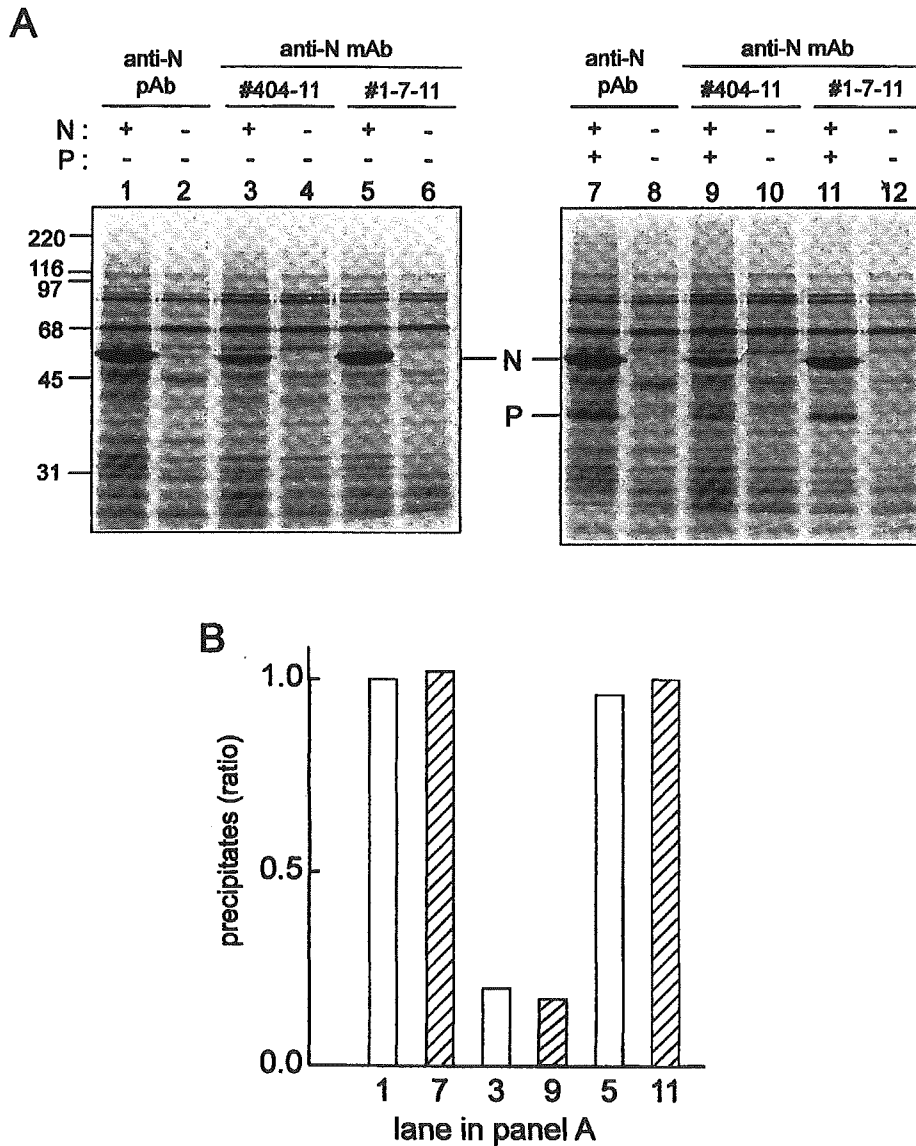 A
anti-N pAb
anti-N mAb
#404-11
#1-7-11
N : + - + - + -
P : - - - - - -
1 2 3 4 5 6
220
116
97
68
45
31
anti-N pAb
anti-N mAb
#404-11
#1-7-11
+ - + - + -
+ - + - + -
7 8 9 10 11 12
N
P
B
precipitates (ratio)
1.0
0.5
0.0
1 7 3 9 5 11
lane in panel A